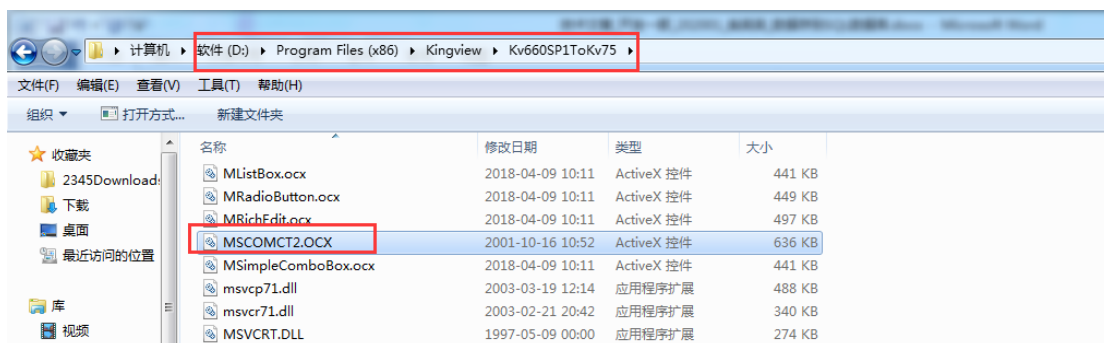 Microsoft Word
计算机 ▸ 软件 (D:) ▸ Program Files (x86) ▸ Kingview ▸ Kv660SP1ToKv75 ▸
文件(F) 编辑(E) 查看(V) 工具(T) 帮助(H)
组织 ▼ 打开方式... 新建文件夹
名称 修改日期 类型 大小
收藏夹
2345Download
下载
桌面
最近访问的位置
库
视频
MListBox.ocx 2018-04-09 10:11 ActiveX 控件 441 KB
MRadioButton.ocx 2018-04-09 10:11 ActiveX 控件 449 KB
MRichEdit.ocx 2018-04-09 10:11 ActiveX 控件 497 KB
MSCOMCT2.OCX 2001-10-16 10:52 ActiveX 控件 636 KB
MSimpleComboBox.ocx 2018-04-09 10:11 ActiveX 控件 441 KB
msvcp71.dll 2003-03-19 12:14 应用程序扩展 488 KB
msvcr71.dll 2003-02-21 20:42 应用程序扩展 340 KB
MSVCRT.DLL 1997-05-09 00:00 应用程序扩展 274 KB